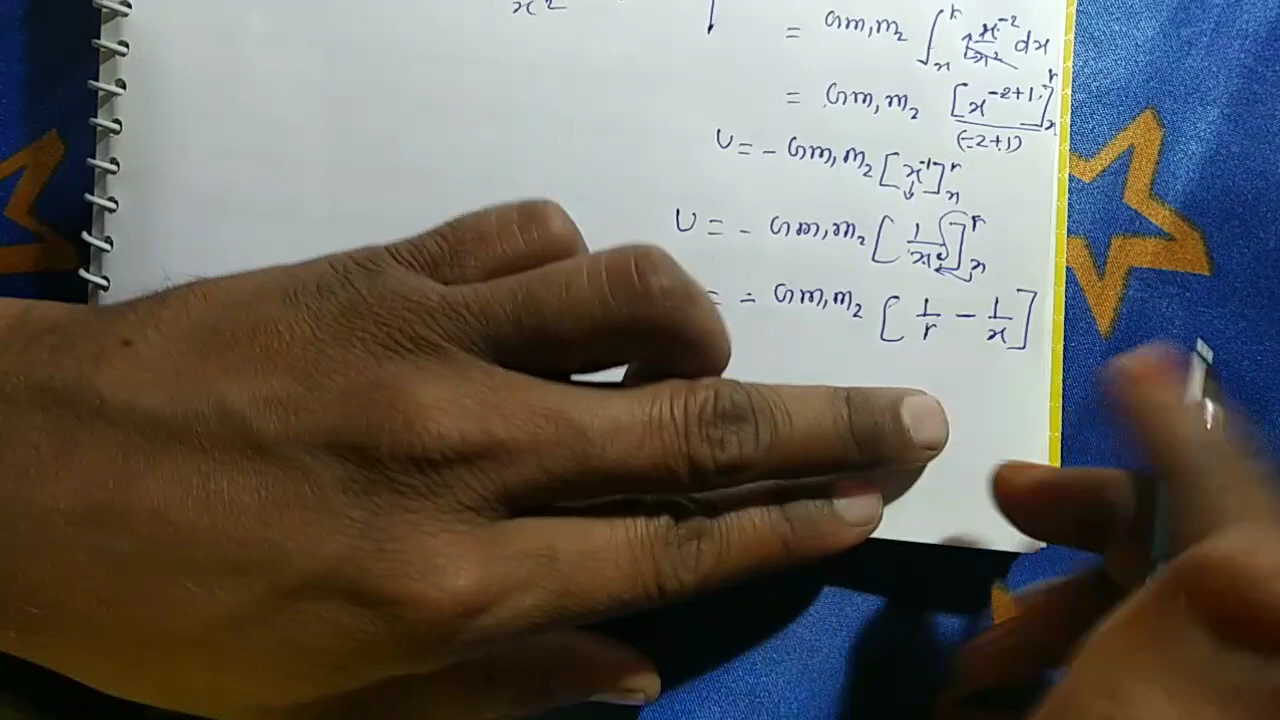 x²
= Gm₁m₂ ∫ₓʳ x⁻² dx
= Gm₁m₂ [x⁻²⁺¹]ₓʳ / (-2+1)
U = - Gm₁m₂ [x⁻¹]ₓʳ
U = - Gm₁m₂ [1/x]ₓʳ
= - Gm₁m₂ [1/r - 1/x]